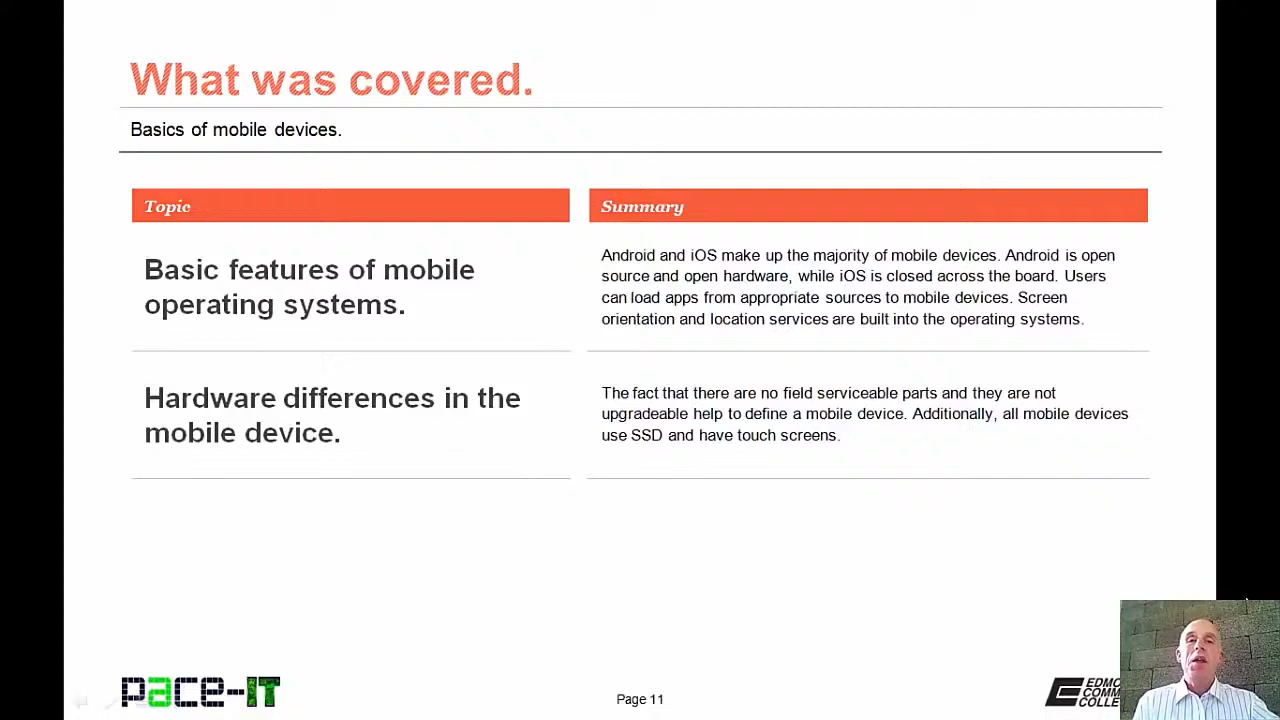 What was covered.
Basics of mobile devices.
Topic
Summary
Basic features of mobile
operating systems.
Android and iOS make up the majority of mobile devices. Android is open
source and open hardware, while iOS is closed across the board. Users
can load apps from appropriate sources to mobile devices. Screen
orientation and location services are built into the operating systems.
Hardware differences in the
mobile device.
The fact that there are no field serviceable parts and they are not
upgradeable help to define a mobile device. Additionally, all mobile devices
use SSD and have touch screens.
pace-IT
Page 11